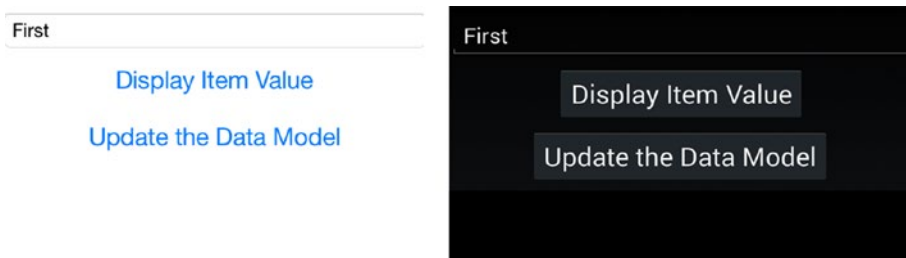 First
Display Item Value
Update the Data Model
First
Display Item Value
Update the Data Model